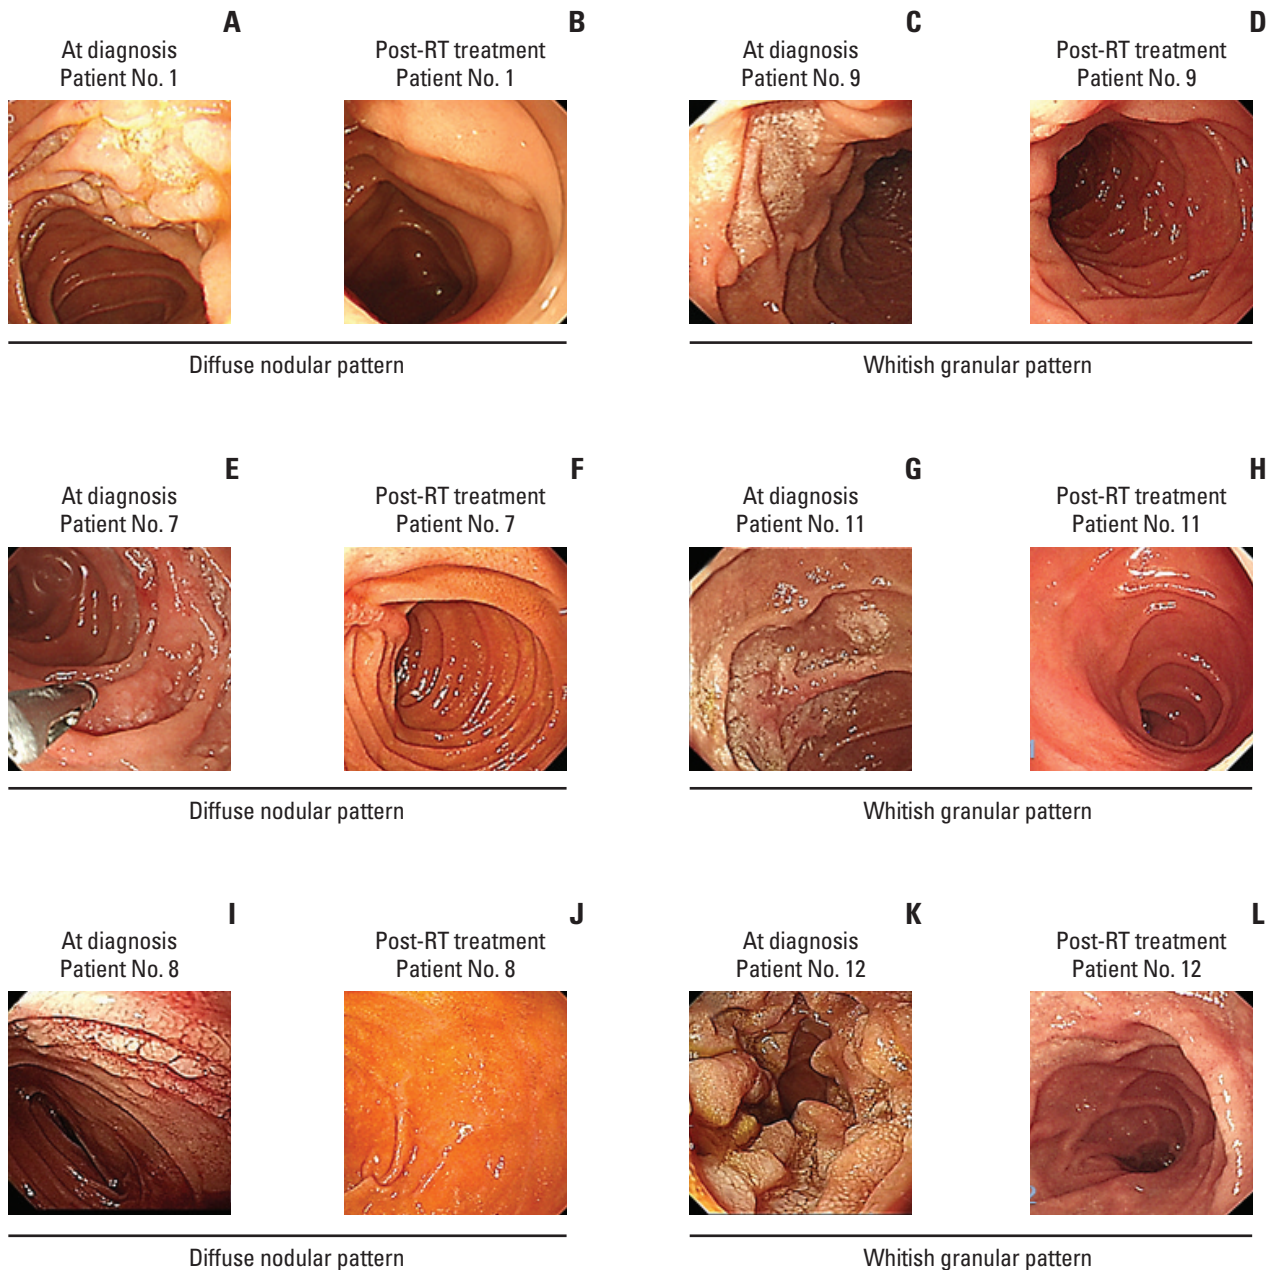 A
At diagnosis
Patient No. 1
B
Post-RT treatment
Patient No. 1
Diffuse nodular pattern
C
At diagnosis
Patient No. 9
D
Post-RT treatment
Patient No. 9
Whitish granular pattern
E
At diagnosis
Patient No. 7
F
Post-RT treatment
Patient No. 7
Diffuse nodular pattern
G
At diagnosis
Patient No. 11
H
Post-RT treatment
Patient No. 11
Whitish granular pattern
I
At diagnosis
Patient No. 8
J
Post-RT treatment
Patient No. 8
Diffuse nodular pattern
K
At diagnosis
Patient No. 12
L
Post-RT treatment
Patient No. 12
Whitish granular pattern